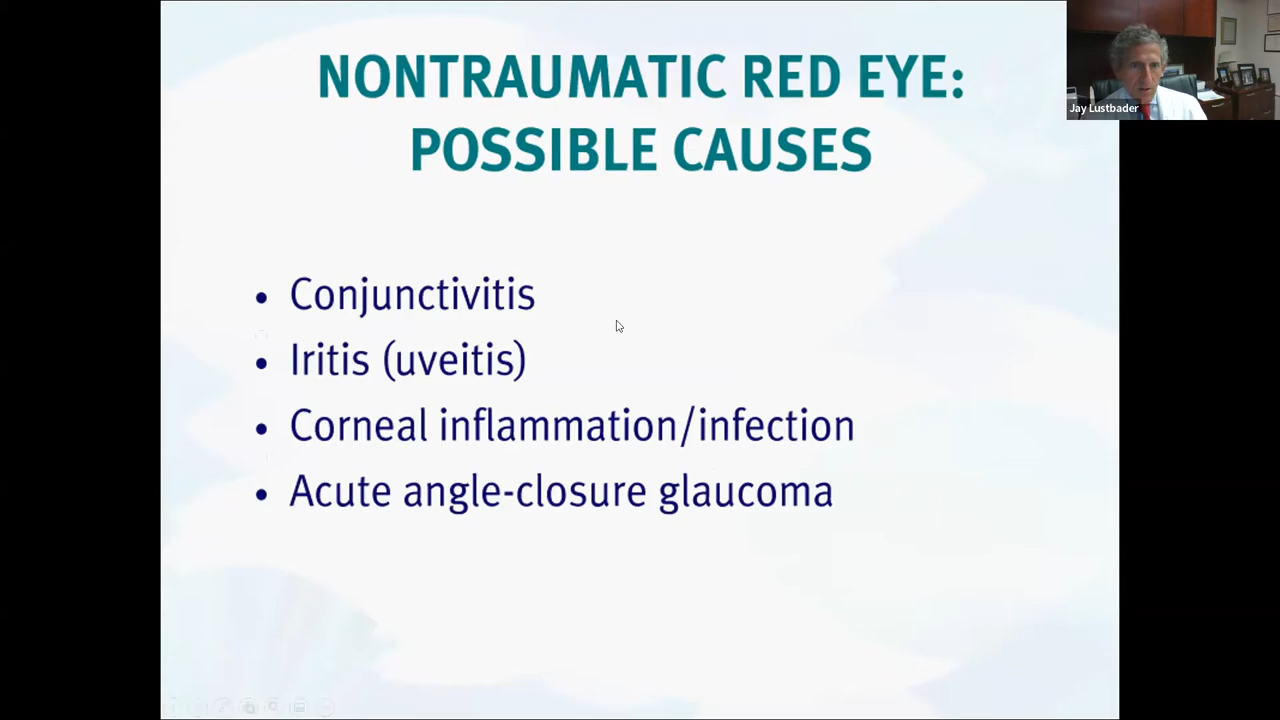 NONTRAUMATIC RED EYE:
POSSIBLE CAUSES
Jay Lustbader
• Conjunctivitis
• Iritis (uveitis)
• Corneal inflammation/infection
• Acute angle-closure glaucoma